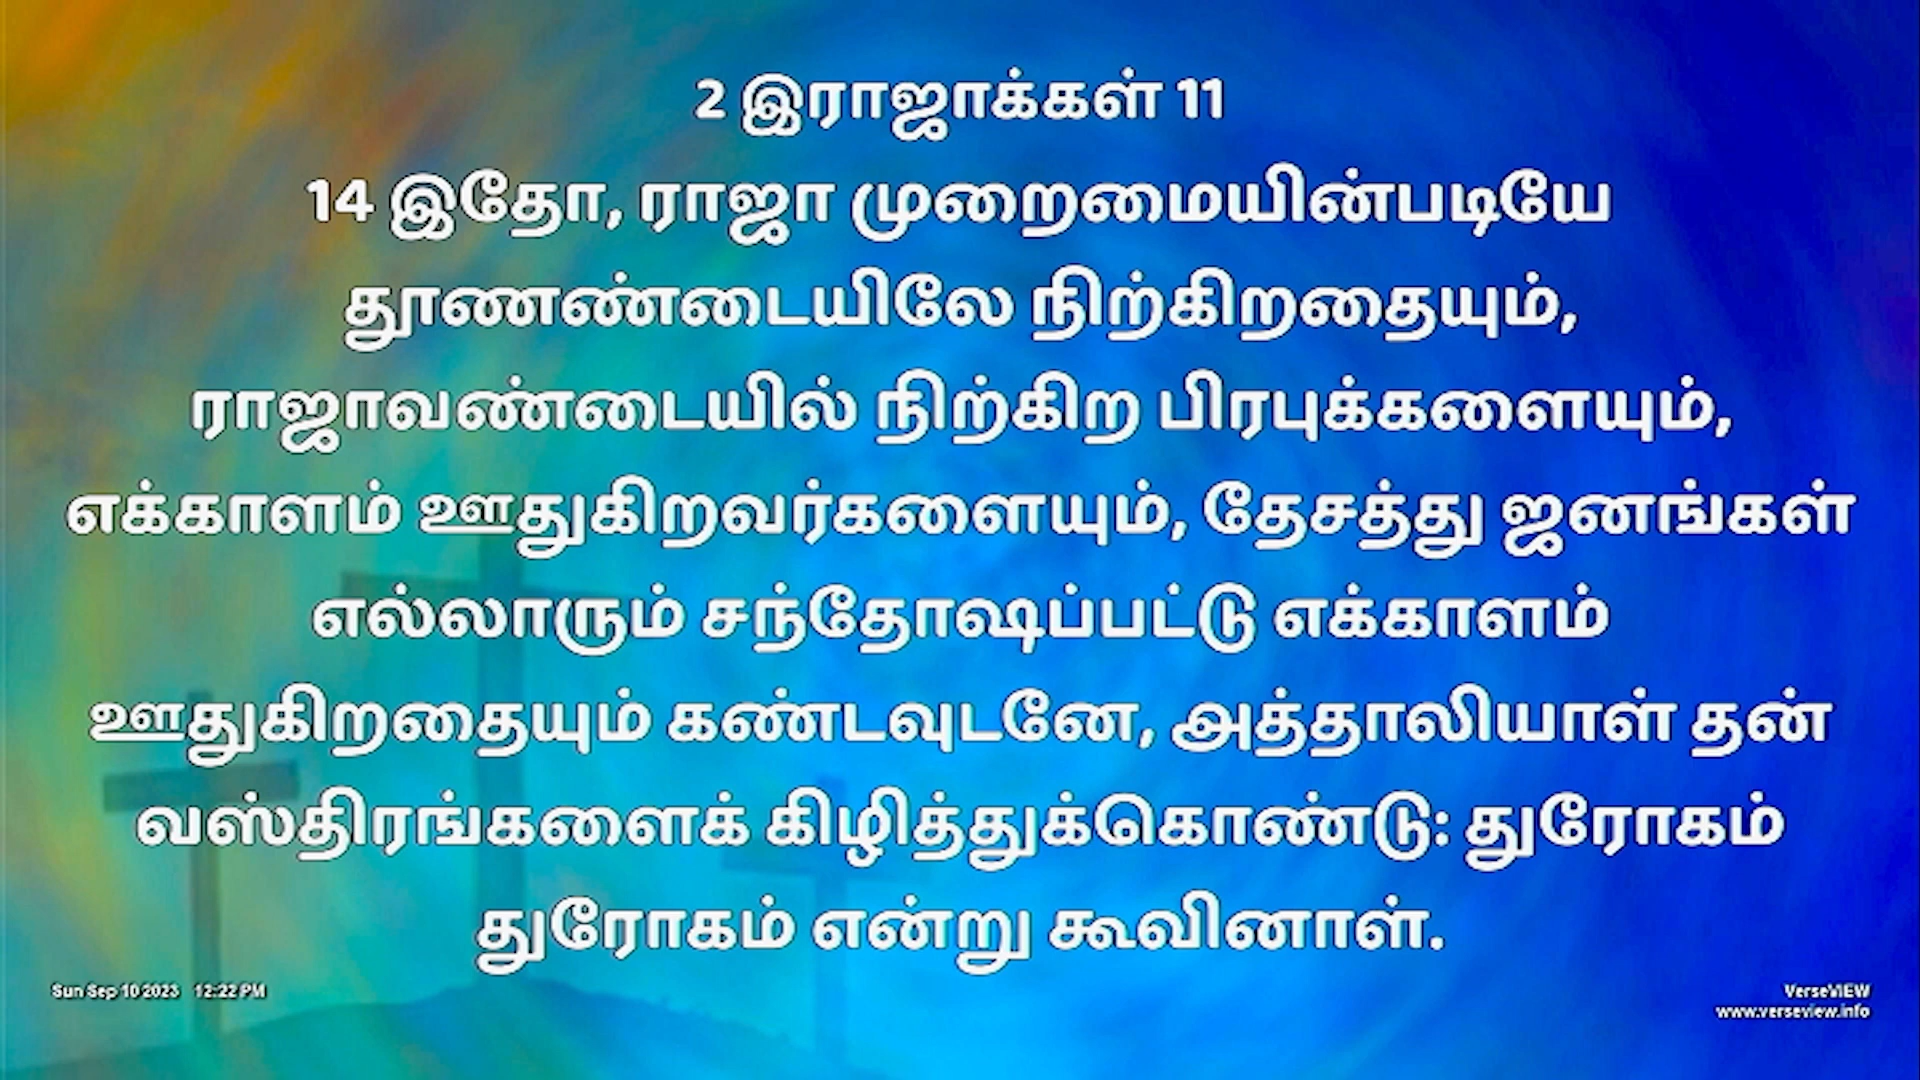 2 இராஜாக்கள் 11
14 இதோ, ராஜா முறைமையின்படியே
தூணண்டையிலே நிற்கிறதையும்,
ராஜாவண்டையில் நிற்கிற பிரபுக்களையும்,
எக்காளம் ஊதுகிறவர்களையும், தேசத்து ஜனங்கள்
எல்லாரும் சந்தோஷப்பட்டு எக்காளம்
ஊதுகிறதையும் கண்டவுடனே, அத்தாலியாள் தன்
வஸ்திரங்களைக் கிழித்துக்கொண்டு: துரோகம்
துரோகம் என்று கூவினாள்.
Sun Sep 10 2023 12:22 PM
VerseVIEW
www.verseview.info